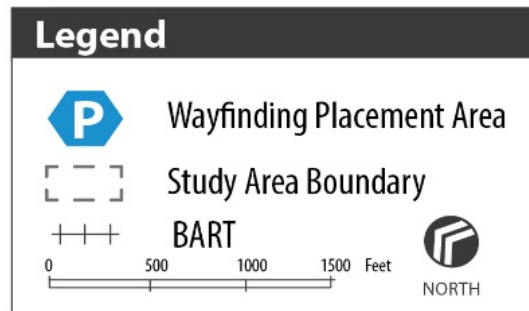 Legend
P Wayfinding Placement Area
Study Area Boundary
BART
0 500 1000 1500 Feet
NORTH